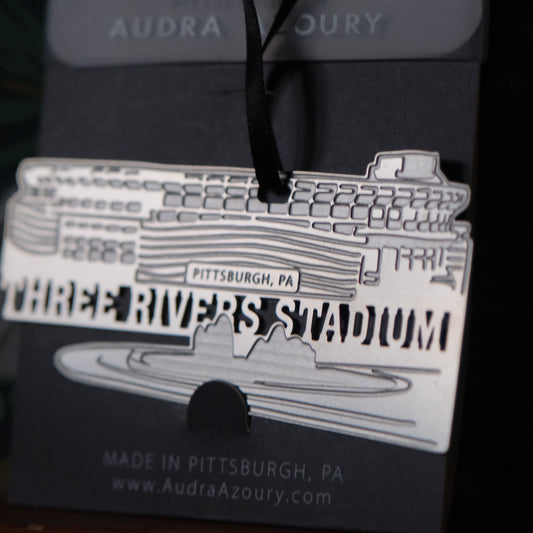 AUDRA AZOURY
PITTSBURGH, PA
THREE RIVERS STADIUM
MADE IN PITTSBURGH, PA
www.AudraAzoury.com